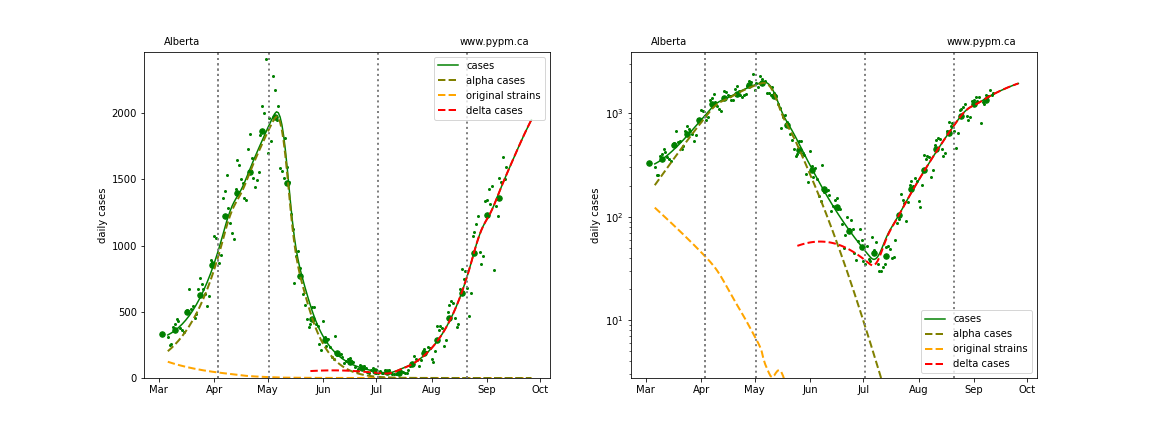 Alberta
www.pypm.ca
cases
alpha cases
original strains
delta cases
daily cases
2000
1500
1000
500
0
Mar
Apr
May
Jun
Jul
Aug
Sep
Oct
Alberta
www.pypm.ca
daily cases
10³
10²
10¹
cases
alpha cases
original strains
delta cases
Mar
Apr
May
Jun
Jul
Aug
Sep
Oct